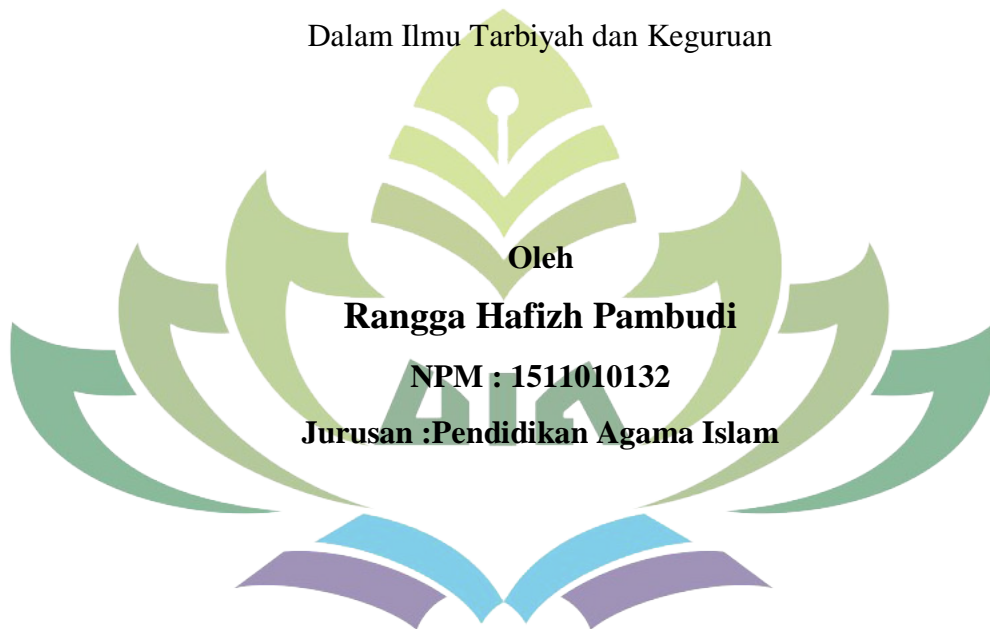 Dalam Ilmu Tarbiyah dan Keguruan
Oleh
Rangga Hafizh Pambudi
NPM : 1511010132
Jurusan :Pendidikan Agama Islam